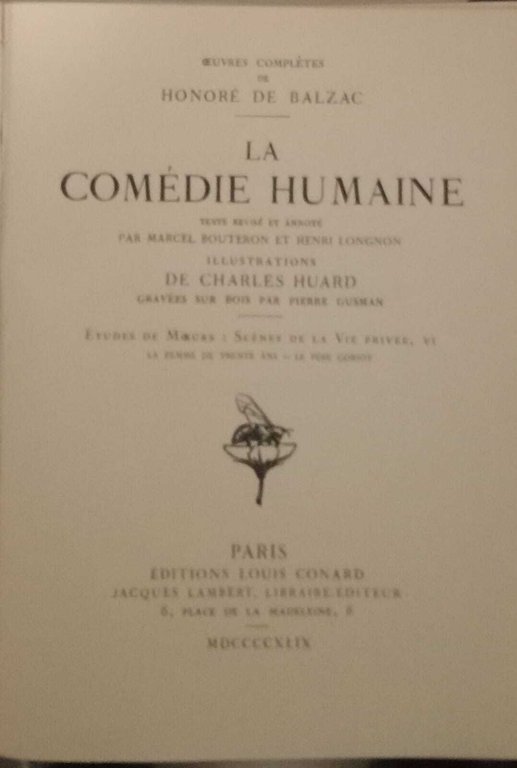 ŒUVRES COMPLÈTES
DE
HONORÉ DE BALZAC
LA
COMÉDIE HUMAINE
TEXTE REVISÉ ET ANNOTÉ
PAR MARCEL BOUTERON ET HENRI LONGNON
ILLUSTRATIONS
DE CHARLES HUARD
GRAVÉES SUR BOIS PAR PIERRE GUSMAN
ETUDES DE MŒURS : SCÈNES DE LA VIE PRIVÉE, VI
LA FEMME DE TRENTE ANS – LE PÈRE GORIOT
PARIS
ÉDITIONS LOUIS CONARD
JACQUES LAMBERT, LIBRAIRE-EDITEUR
6, PLACE DE LA MADELEINE, 6
MDCCCCXLIX